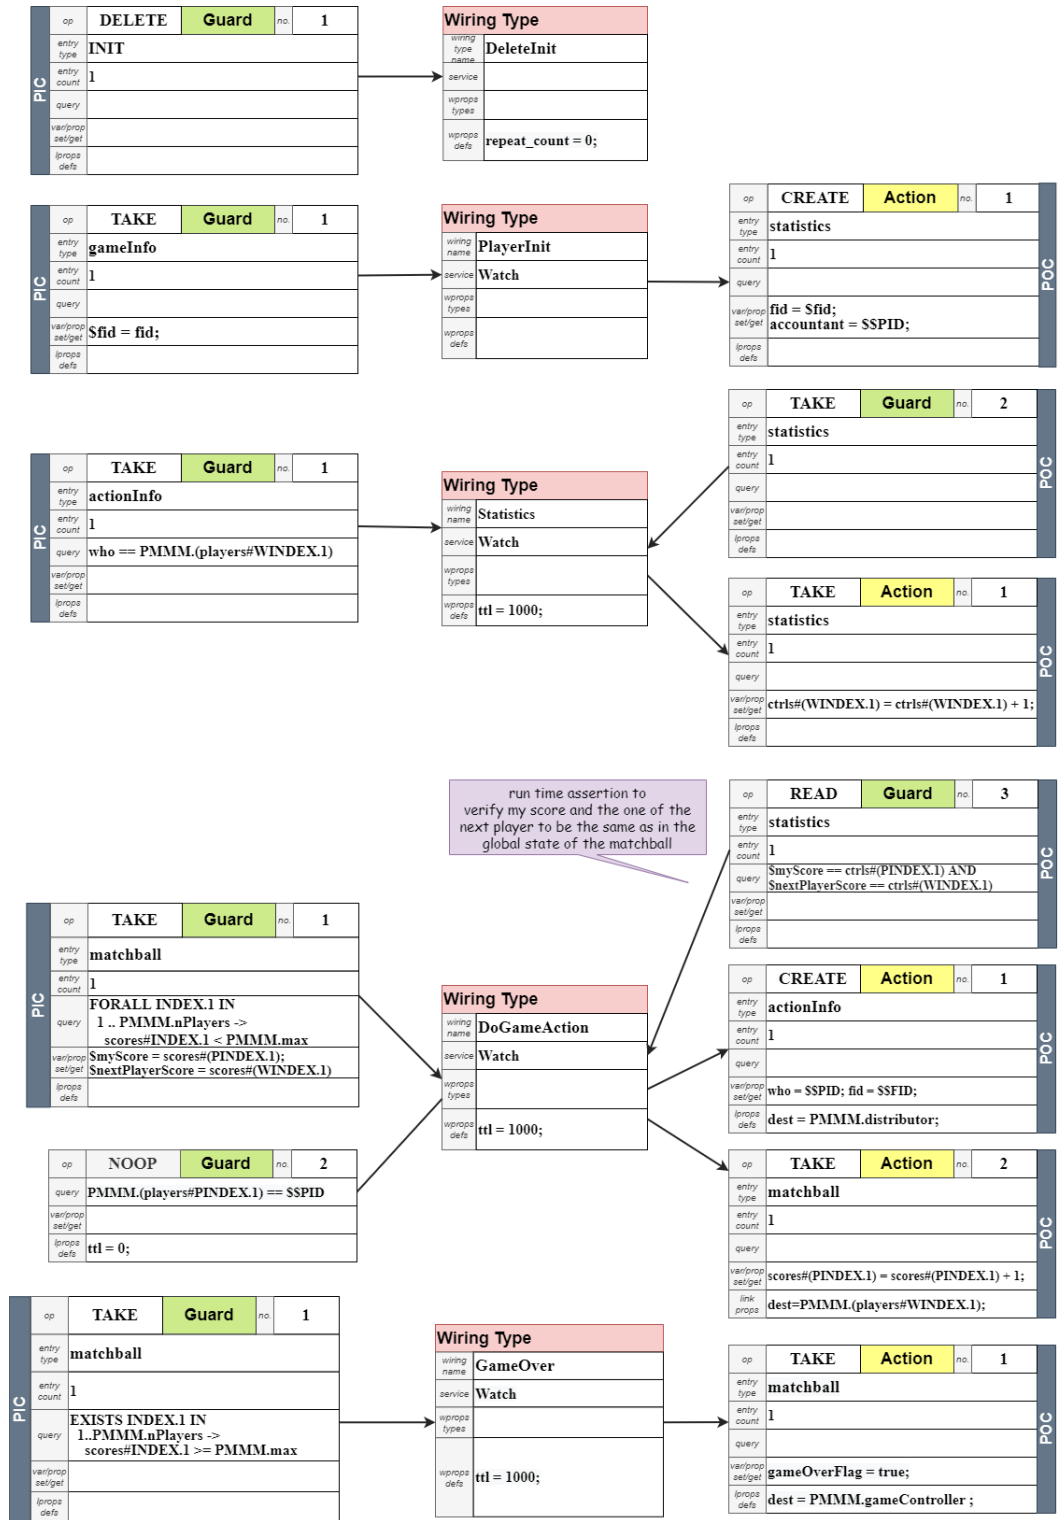 op DELETE Guard no. 1
entry type INIT
entry count 1
query
var/prop set/get
lprops defs
PIC
Wiring Type
wiring type name DeleteInit
service
wprops types
wprops defs repeat_count = 0;
op TAKE Guard no. 1
entry type gameInfo
entry count 1
query
var/prop set/get $fid = fid;
lprops defs
PIC
Wiring Type
wiring name PlayerInit
service Watch
wprops types
wprops defs
op CREATE Action no. 1
entry type statistics
entry count 1
query
var/prop set/get fid = $fid;
accountant = $$PID;
lprops defs
POC
op TAKE Guard no. 2
entry type statistics
entry count 1
query
var/prop set/get
lprops defs
POC
op TAKE Guard no. 1
entry type actionInfo
entry count 1
query who == PMMM.(players#WINDEX.1)
var/prop set/get
lprops defs
PIC
Wiring Type
wiring name Statistics
service Watch
wprops types
wprops defs ttl = 1000;
op TAKE Action no. 1
entry type statistics
entry count 1
query
var/prop set/get ctrls#(WINDEX.1) = ctrls#(WINDEX.1) + 1;
lprops defs
POC
run time assertion to
verify my score and the one of the
next player to be the same as in the
global state of the matchball
op READ Guard no. 3
entry type statistics
entry count 1
query $myScore == ctrls#(PINDEX.1) AND
$nextPlayerScore == ctrls#(WINDEX.1)
var/prop set/get
lprops defs
POC
op TAKE Guard no. 1
entry type matchball
entry count 1
query FORALL INDEX.1 IN
1 .. PMMM.nPlayers ->
scores#INDEX.1 < PMMM.max
var/prop set/get $myScore = scores#(PINDEX.1);
$nextPlayerScore = scores#(WINDEX.1)
lprops defs
PIC
Wiring Type
wiring name DoGameAction
service Watch
wprops types
wprops defs ttl = 1000;
op CREATE Action no. 1
entry type actionInfo
entry count 1
query
var/prop set/get who = $$PID; fid = $$FID;
lprops defs dest = PMMM.distributor;
POC
op NOOP Guard no. 2
query PMMM.(players#PINDEX.1) == $$PID
var/prop set/get
lprops defs ttl = 0;
op TAKE Action no. 2
entry type matchball
entry count 1
query
var/prop set/get scores#(PINDEX.1) = scores#(PINDEX.1) + 1;
link props dest=PMMM.(players#WINDEX.1);
POC
op TAKE Guard no. 1
entry type matchball
entry count 1
query EXISTS INDEX.1 IN
1..PMMM.nPlayers ->
scores#INDEX.1 >= PMMM.max
var/prop set/get
lprops defs
PIC
Wiring Type
wiring name GameOver
service Watch
wprops types
wprops defs ttl = 1000;
op TAKE Action no. 1
entry type matchball
entry count 1
query
var/prop set/get gameOverFlag = true;
lprops defs dest = PMMM.gameController ;
POC